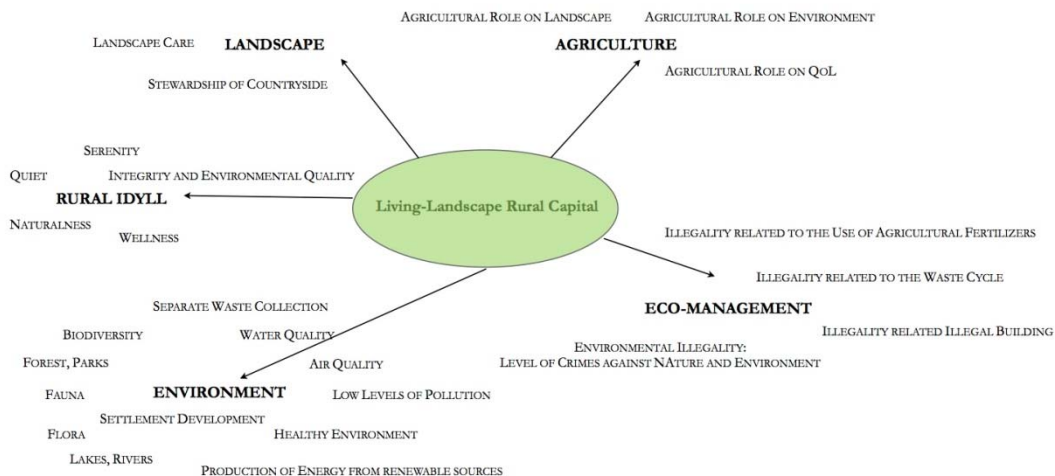 AGRICULTURAL ROLE ON LANDSCAPE
AGRICULTURAL ROLE ON ENVIRONMENT
LANDSCAPE CARE
LANDSCAPE
AGRICULTURE
AGRICULTURAL ROLE ON QOL
STEWARDSHIP OF COUNTRYSIDE
SERENITY
QUIET
INTEGRITY AND ENVIRONMENTAL QUALITY
RURAL IDYLL
Living-Landscape Rural Capital
NATURALNESS
WELLNESS
ILLEGALITY RELATED TO THE USE OF AGRICULTURAL FERTILIZERS
ILLEGALITY RELATED TO THE WASTE CYCLE
ECO-MANAGEMENT
ILLEGALITY RELATED ILLEGAL BUILDING
ENVIRONMENTAL ILLEGALITY:
LEVEL OF CRIMES AGAINST NATURE AND ENVIRONMENT
SEPARATE WASTE COLLECTION
BIODIVERSITY
WATER QUALITY
FOREST, PARKS
AIR QUALITY
FAUNA
ENVIRONMENT
LOW LEVELS OF POLLUTION
SETTLEMENT DEVELOPMENT
FLORA
HEALTHY ENVIRONMENT
LAKES, RIVERS
PRODUCTION OF ENERGY FROM RENEWABLE SOURCES